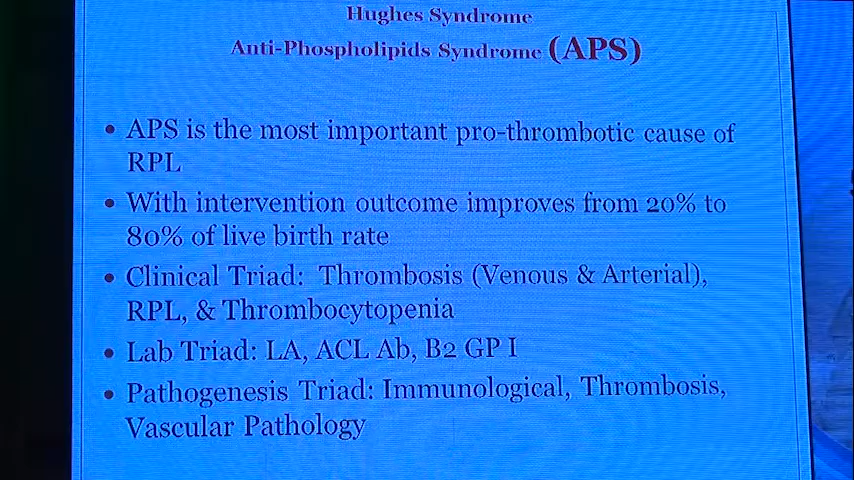 Hughes Syndrome
Anti-Phospholipids Syndrome (APS)
• APS is the most important pro-thrombotic cause of
RPL
• With intervention outcome improves from 20% to
80% of live birth rate
• Clinical Triad: Thrombosis (Venous & Arterial),
RPL, & Thrombocytopenia
• Lab Triad: LA, ACL Ab, B2 GP I
• Pathogenesis Triad: Immunological, Thrombosis,
Vascular Pathology